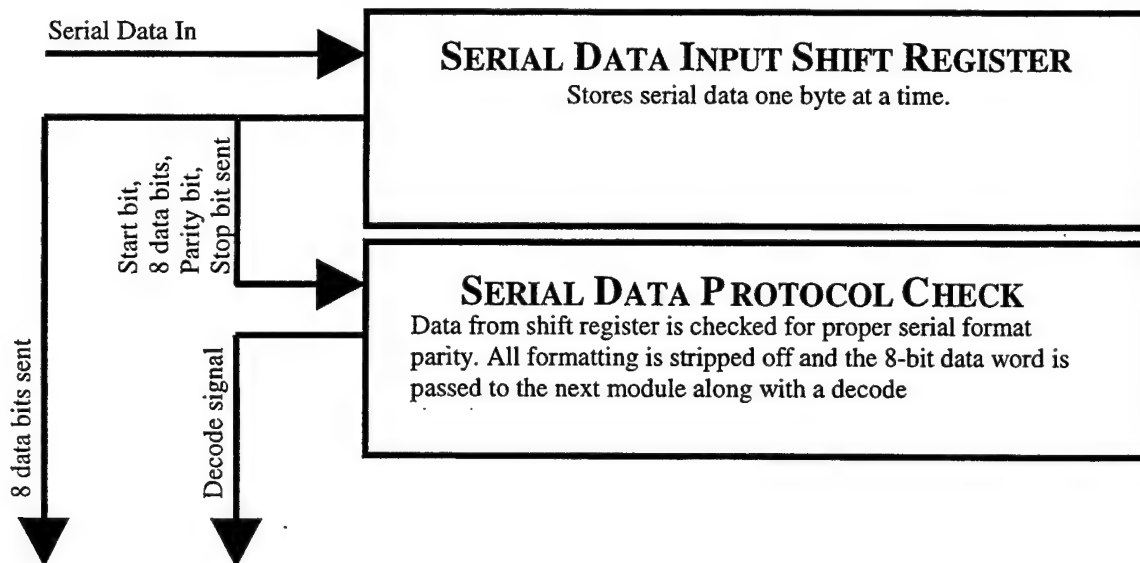 Serial Data In
SERIAL DATA INPUT SHIFT REGISTER
Stores serial data one byte at a time.
Start bit,
8 data bits,
Parity bit,
Stop bit sent
SERIAL DATA PROTOCOL CHECK
Data from shift register is checked for proper serial format
parity. All formatting is stripped off and the 8-bit data word is
passed to the next module along with a decode
8 data bits sent
Decode signal